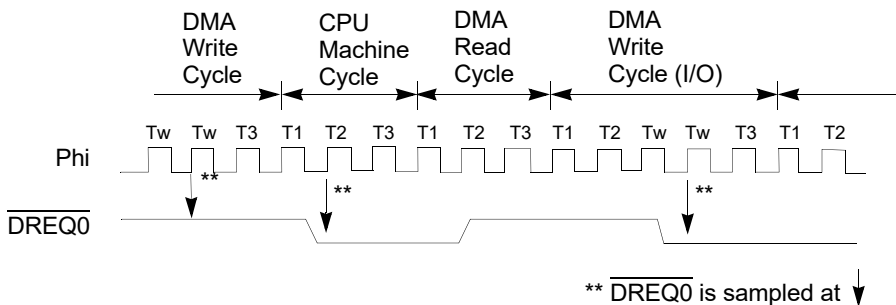 DMA Write Cycle
CPU Machine Cycle
DMA Read Cycle
DMA Write Cycle (I/O)
Tw Tw T3 T1 T2 T3 T1 T2 T3 T1 T2 Tw Tw T3 T1 T2
Phi
** ** **
DREQ0
** DREQ0 is sampled at